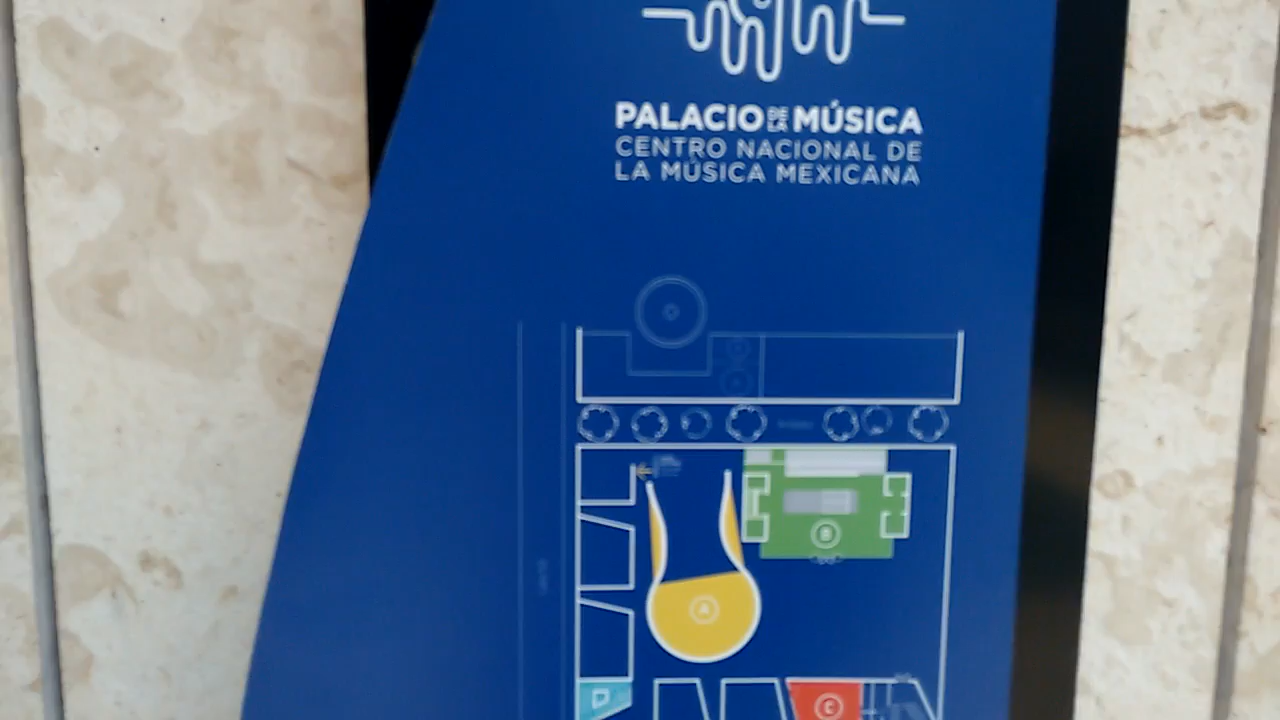 PALACIO DE LA MÚSICA
CENTRO NACIONAL DE
LA MÚSICA MEXICANA
B
A
D
C